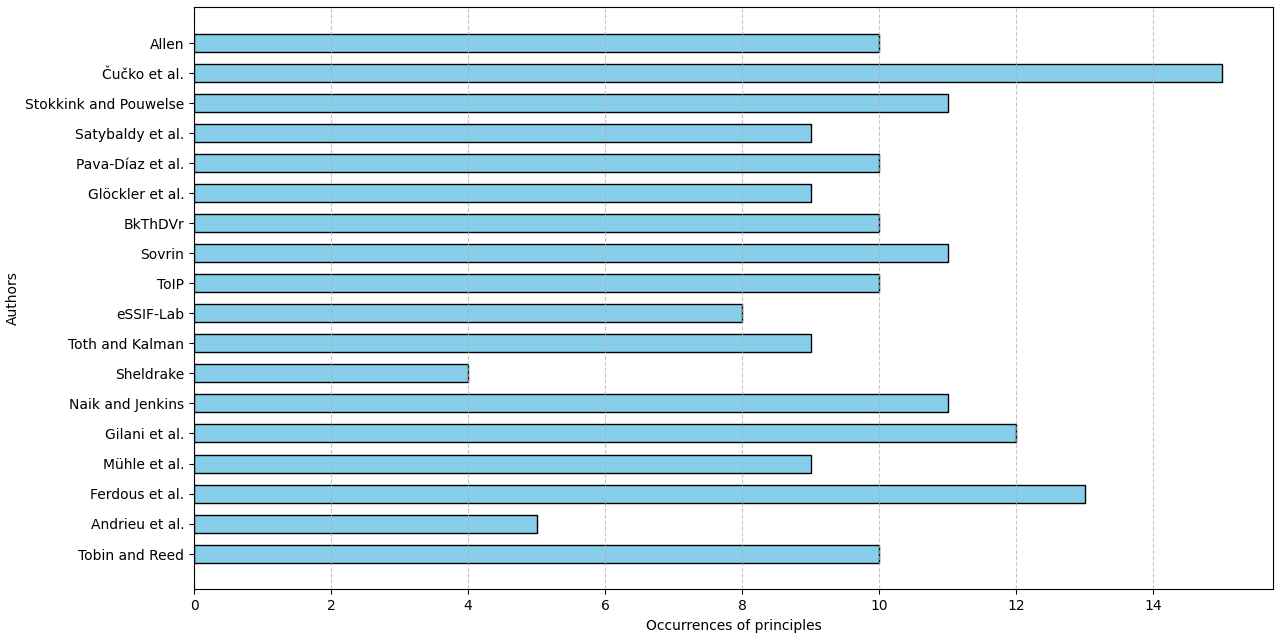 Allen
Čučko et al.
Stokkink and Pouwelse
Satybaldy et al.
Pava-Díaz et al.
Glöckler et al.
BkThDVr
Sovrin
ToIP
eSSIF-Lab
Toth and Kalman
Sheldrake
Naik and Jenkins
Gilani et al.
Mühle et al.
Ferdous et al.
Andrieu et al.
Tobin and Reed
Authors
0 2 4 6 8 10 12 14
Occurrences of principles